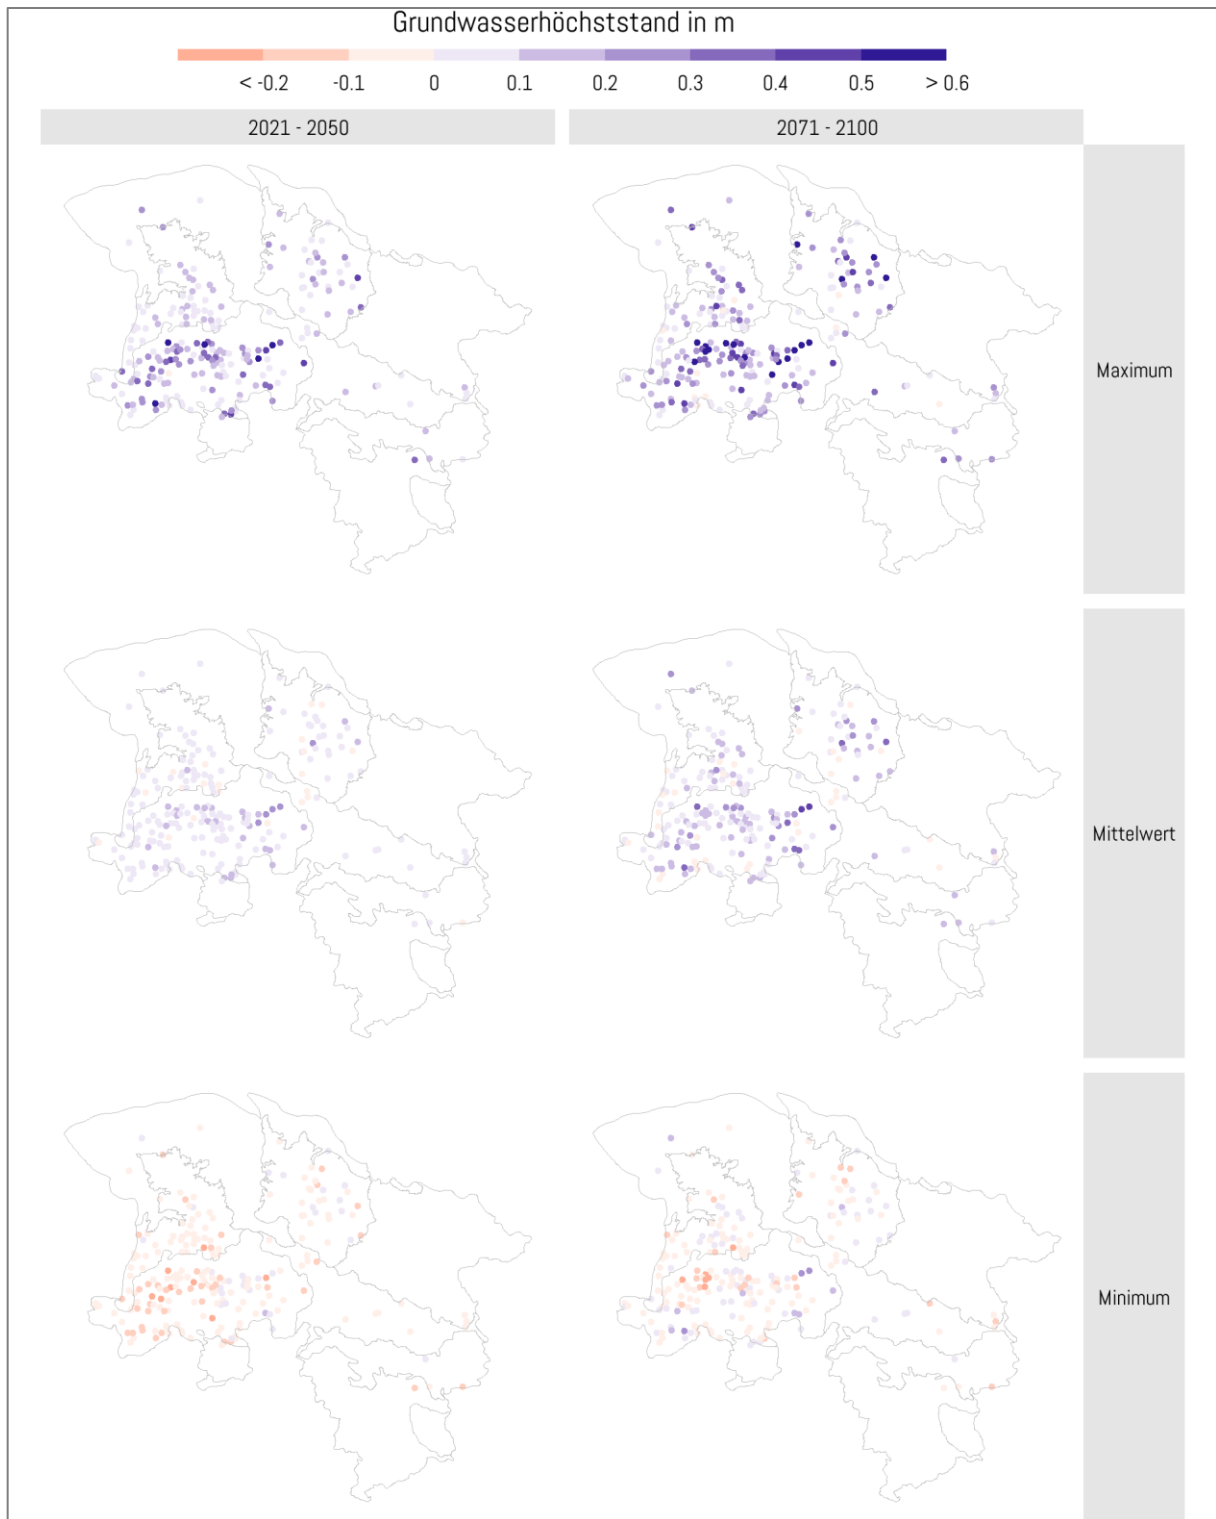 Grundwasserhöchststand in m
< -0.2 -0.1 0 0.1 0.2 0.3 0.4 0.5 > 0.6
2021 - 2050 2071 - 2100
Maximum
Mittelwert
Minimum